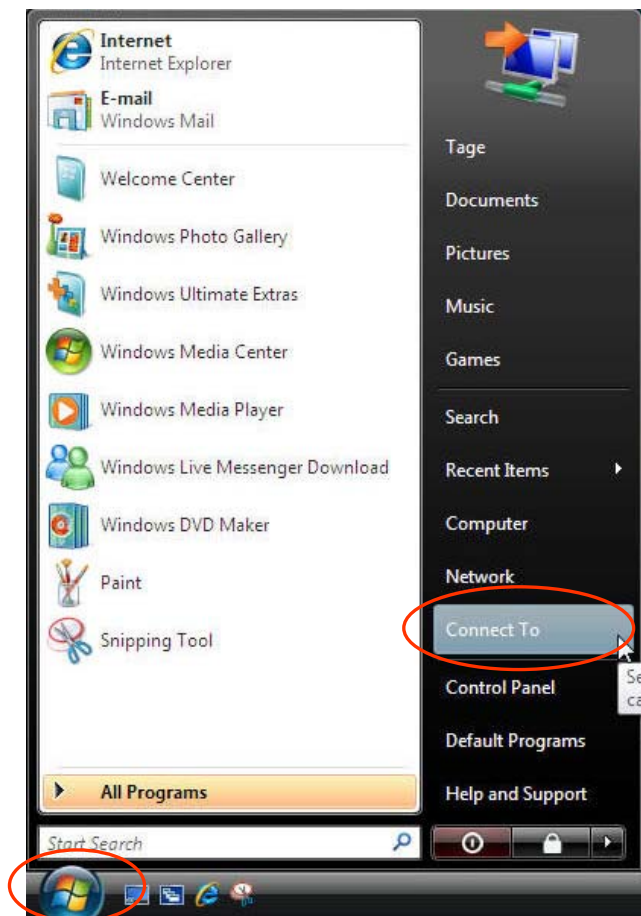 Internet
Internet Explorer
E-mail
Windows Mail
Welcome Center
Windows Photo Gallery
Windows Ultimate Extras
Windows Media Center
Windows Media Player
Windows Live Messenger Download
Windows DVD Maker
Paint
Snipping Tool
All Programs
Start Search
Tage
Documents
Pictures
Music
Games
Search
Recent Items
Computer
Network
Connect To
Control Panel
Default Programs
Help and Support